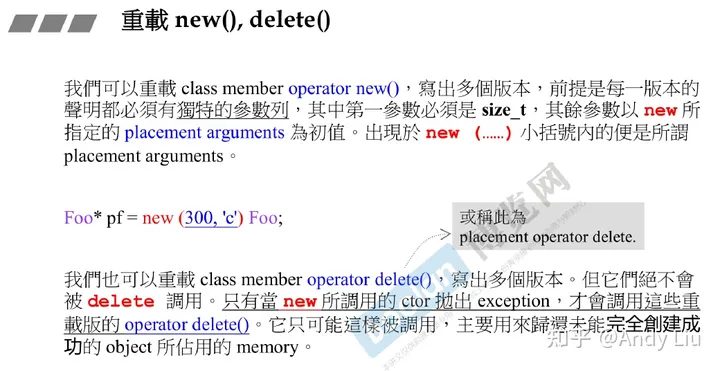 重載 new(), delete()
我們可以重載 class member operator new()，寫出多個版本，前提是每一版本的
聲明都必須有獨特的參數列，其中第一參數必須是 size_t，其餘參數以 new 所
指定的 placement arguments 為初值。出現於 new (......) 小括號內的便是所謂
placement arguments。
Foo* pf = new (300, 'c') Foo;
或稱此為
placement operator delete.
我們也可以重載 class member operator delete()，寫出多個版本。但它們絕不會
被 delete 調用。只有當 new 所調用的 ctor 拋出 exception，才會調用這些重
載版的 operator delete()。它只可能這樣被調用，主要用來歸還未能完全創建成
功的 object 所佔用的 memory。
博览网
知乎 @Andy Liu